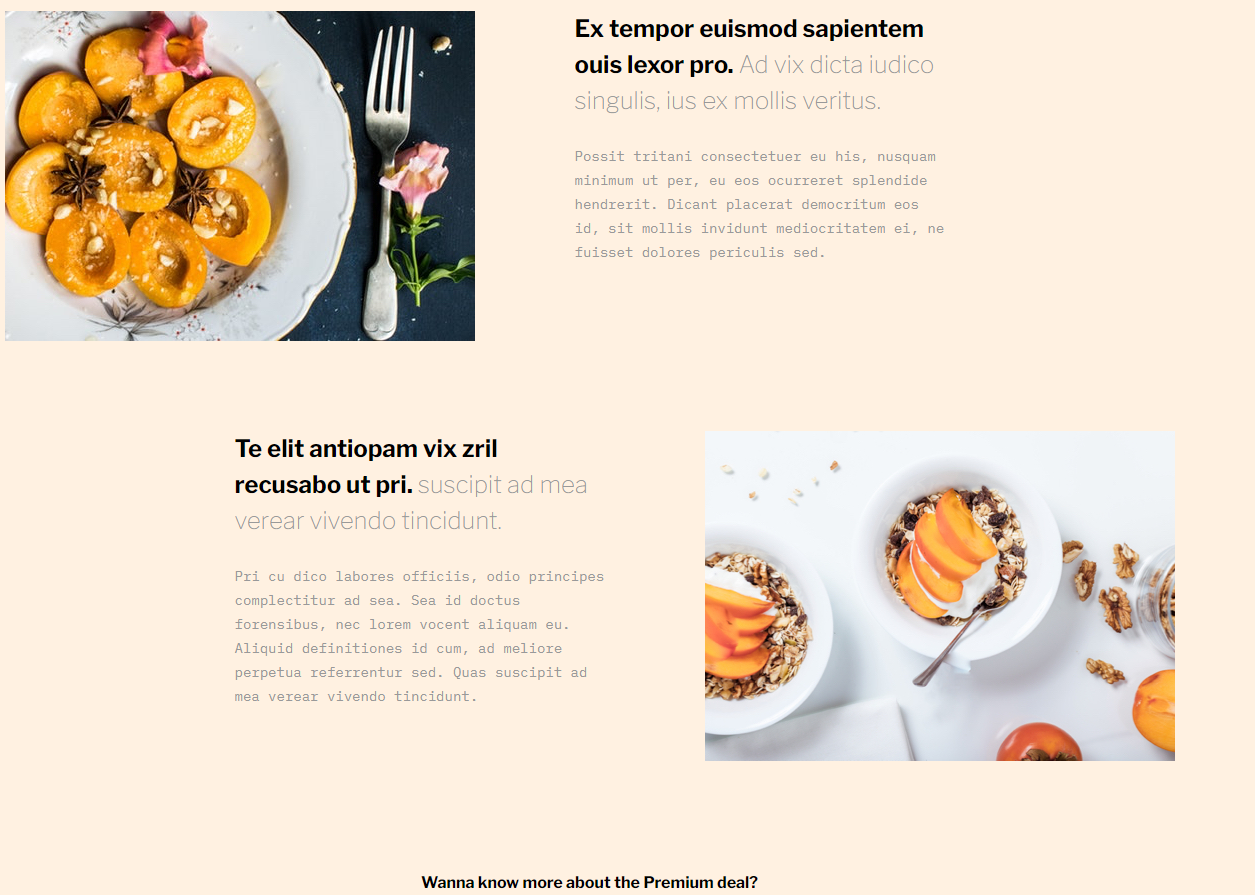 Ex tempor euismod sapientem
ouis lexor pro. Ad vix dicta iudico
singulis, ius ex mollis veritus.
Possit tritani consectetuer eu his, nusquam
minimum ut per, eu eos ocurreret splendide
hendrerit. Dicant placerat democritum eos
id, sit mollis invidunt mediocritatem ei, ne
fuisset dolores periculis sed.
Te elit antiopam vix zril
recusabo ut pri. suscipit ad mea
verear vivendo tincidunt.
Pri cu dico labores officiis, odio principes
complectitur ad sea. Sea id doctus
forensibus, nec lorem vocent aliquam eu.
Aliquid definitiones id cum, ad meliore
perpetua referrentur sed. Quas suscipit ad
mea verear vivendo tincidunt.
Wanna know more about the Premium deal?